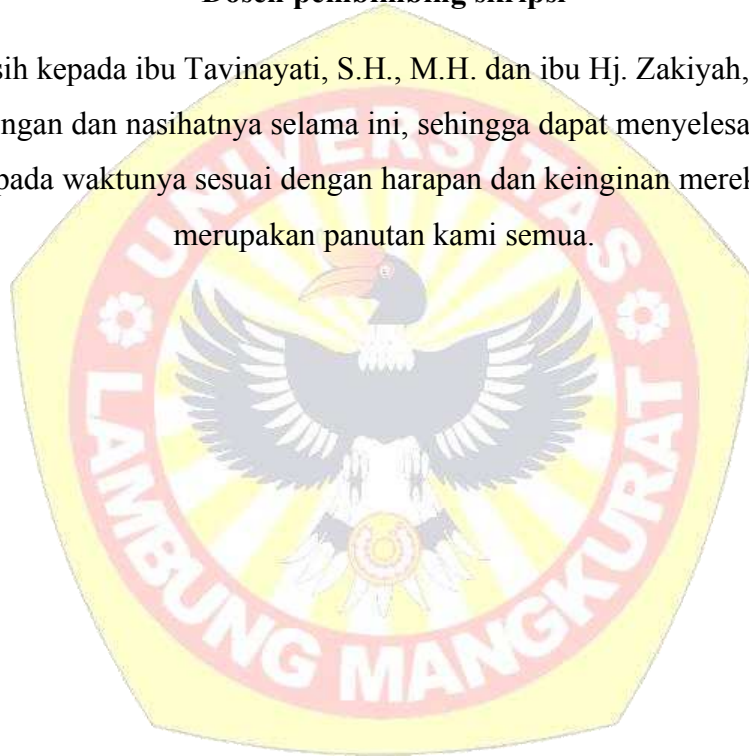 Dosen pembimbing skripsi
sih kepada ibu Tavinayati, S.H., M.H. dan ibu Hj. Zakiyah,
ngan dan nasihatnya selama ini, sehingga dapat menyelesa
pada waktunya sesuai dengan harapan dan keinginan merek
merupakan panutan kami semua.
UNIVERSITAS
LAMBUNG MANGKURAT